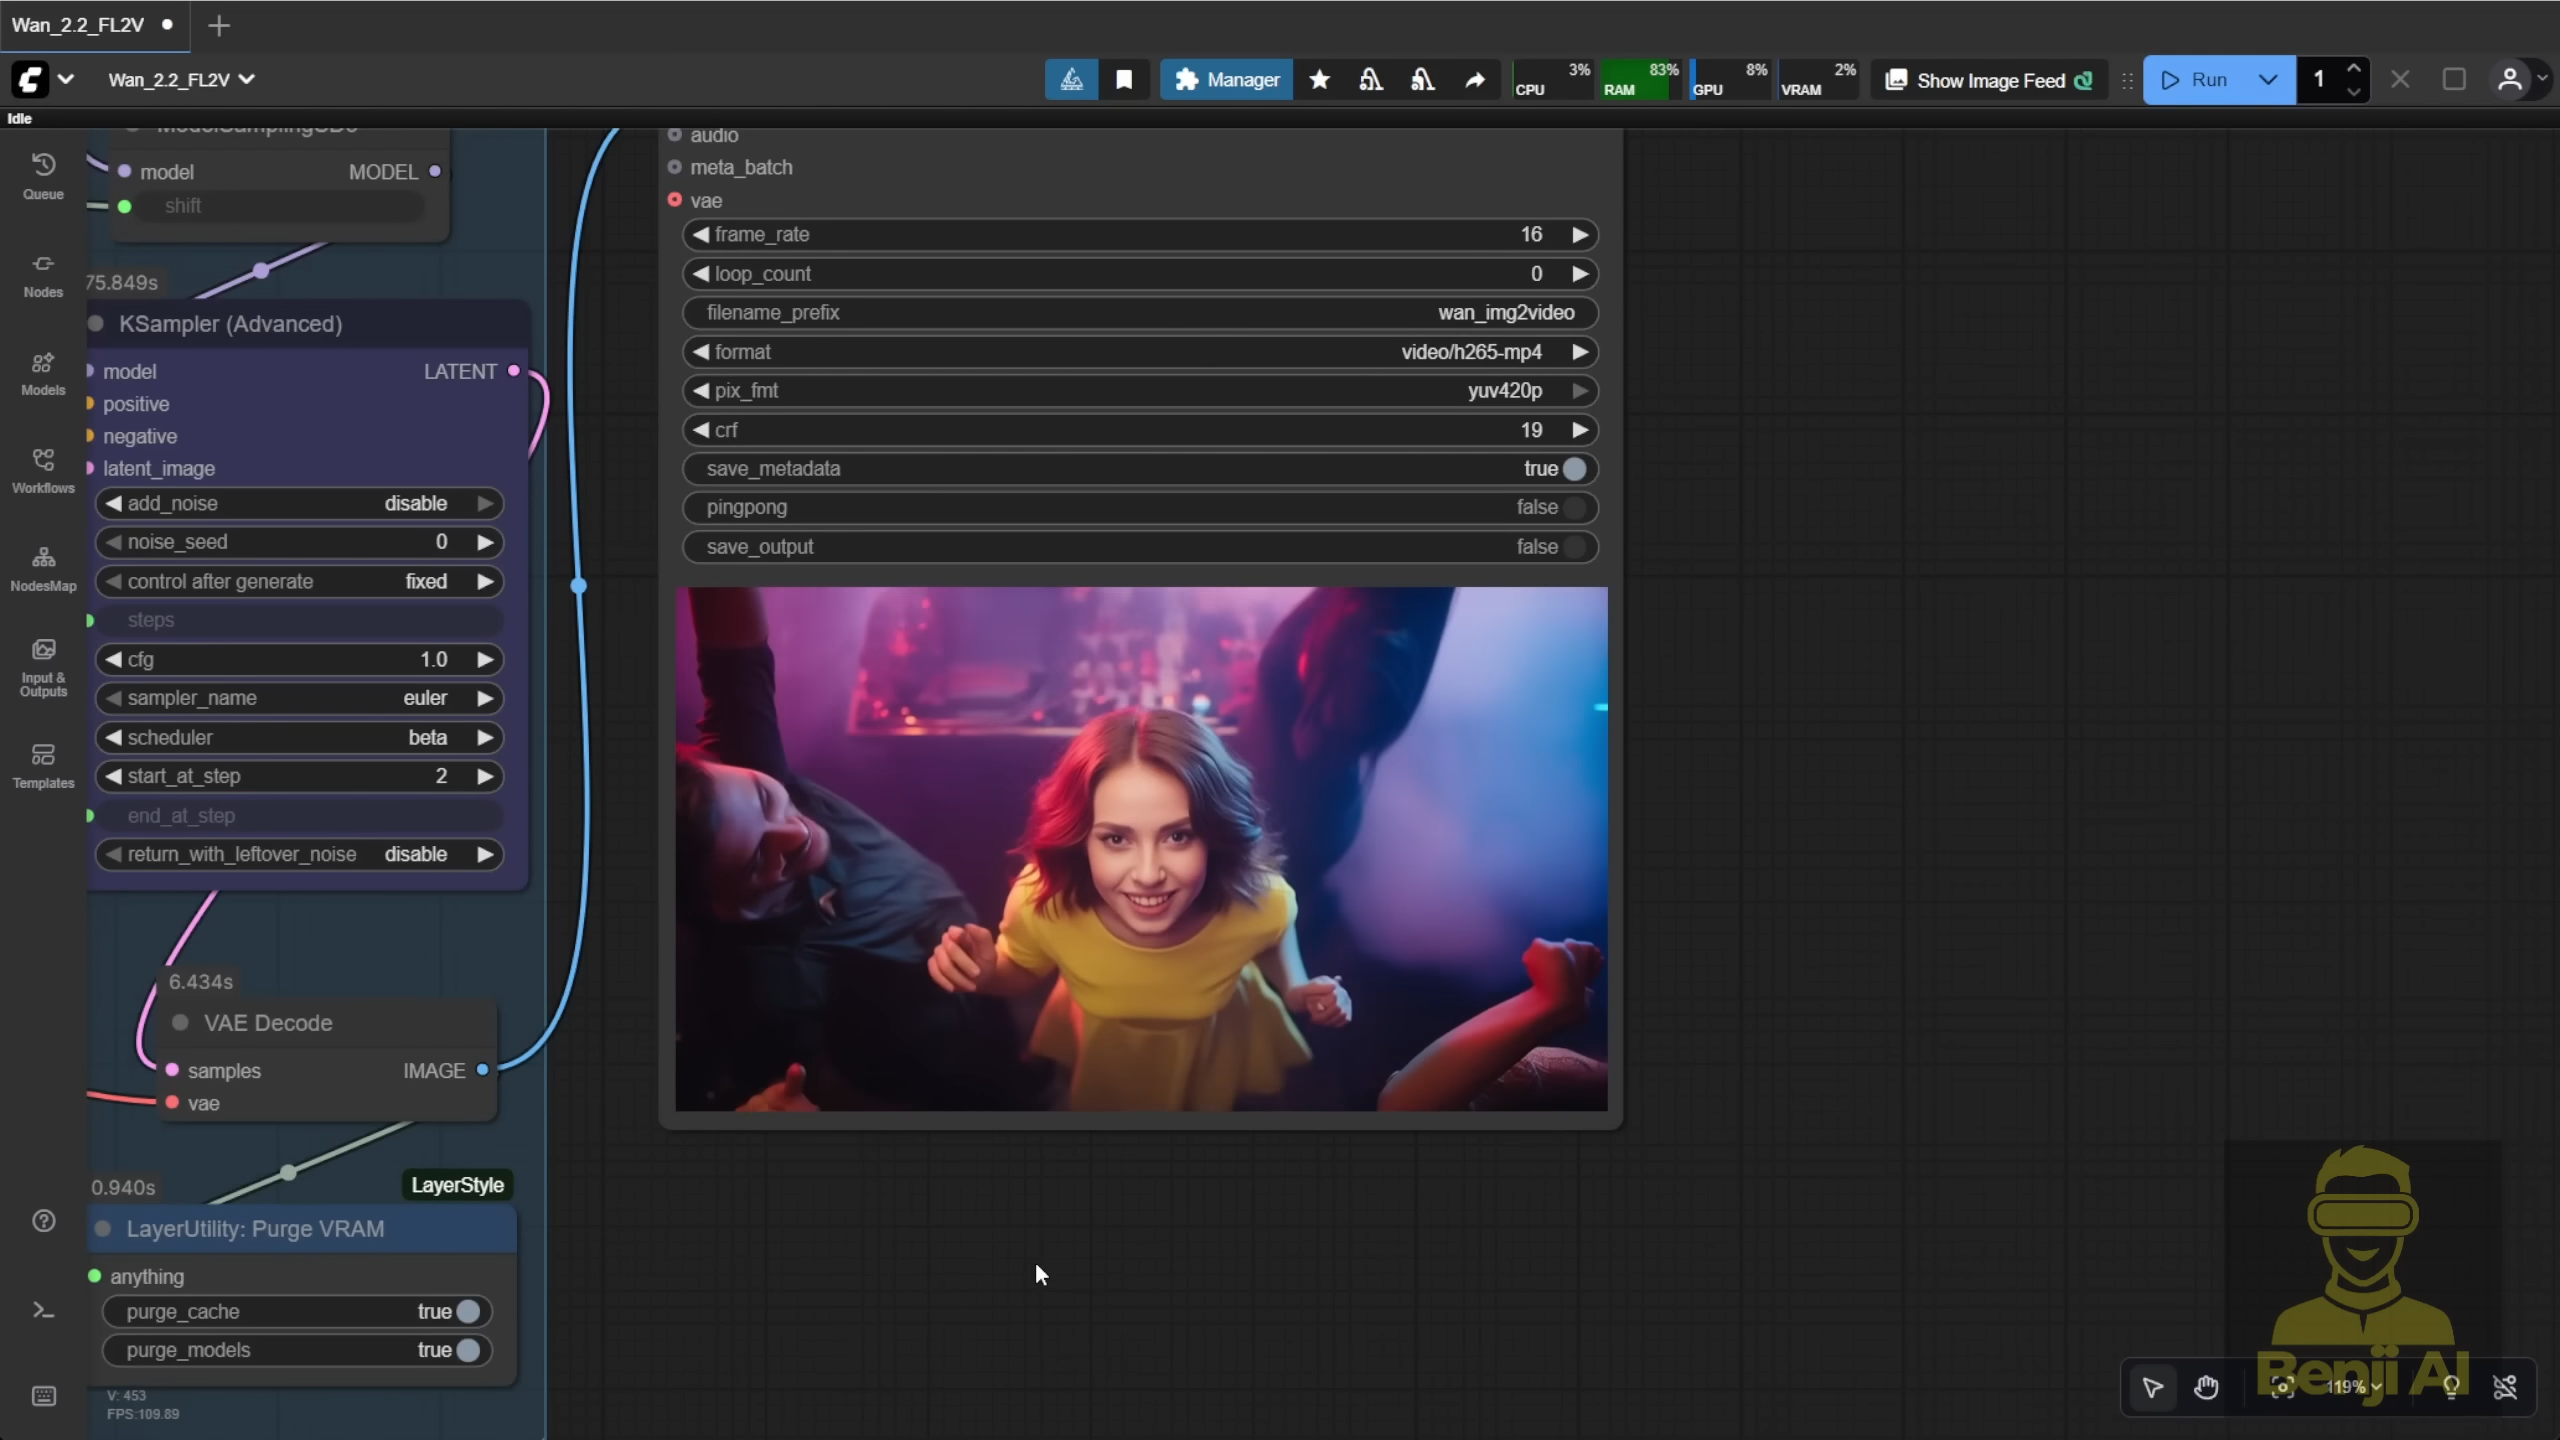 Wan_2.2_FL2V
Wan_2.2_FL2V
Manager
3%
CPU
83%
RAM
8%
GPU
2%
VRAM
Show Image Feed
Run
1
Idle
Queue
Nodes
Models
Workflows
NodesMap
Input &
Outputs
Templates
model MODEL
shift
75.849s
KSampler (Advanced)
model LATENT
positive
negative
latent_image
add_noise disable
noise_seed 0
control after generate fixed
steps
cfg 1.0
sampler_name euler
scheduler beta
start_at_step 2
end_at_step
return_with_leftover_noise disable
6.434s
VAE Decode
samples IMAGE
vae
0.940s
LayerStyle
LayerUtility: Purge VRAM
anything
purge_cache true
purge_models true
V: 453
FPS:109.89
audio
meta_batch
vae
frame_rate 16
loop_count 0
filename_prefix wan_img2video
format video/h265-mp4
pix_fmt yuv420p
crf 19
save_metadata true
pingpong false
save_output false
Benji AI
119%